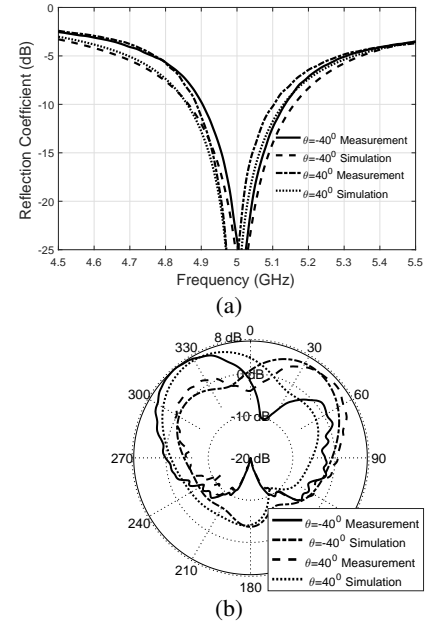 0
-5
-10
-15
-20
-25
Reflection Coefficient (dB)
θ=-40⁰ Measurement
θ=-40⁰ Simulation
θ=40⁰ Measurement
θ=40⁰ Simulation
4.5 4.6 4.7 4.8 4.9 5 5.1 5.2 5.3 5.4 5.5
Frequency (GHz)
(a)
0
8 dB
330 30
0 dB
300 60
-10 dB
270 -20 dB 90
240
210
180
θ=-40⁰ Measurement
θ=-40⁰ Simulation
θ=40⁰ Measurement
θ=40⁰ Simulation
(b)